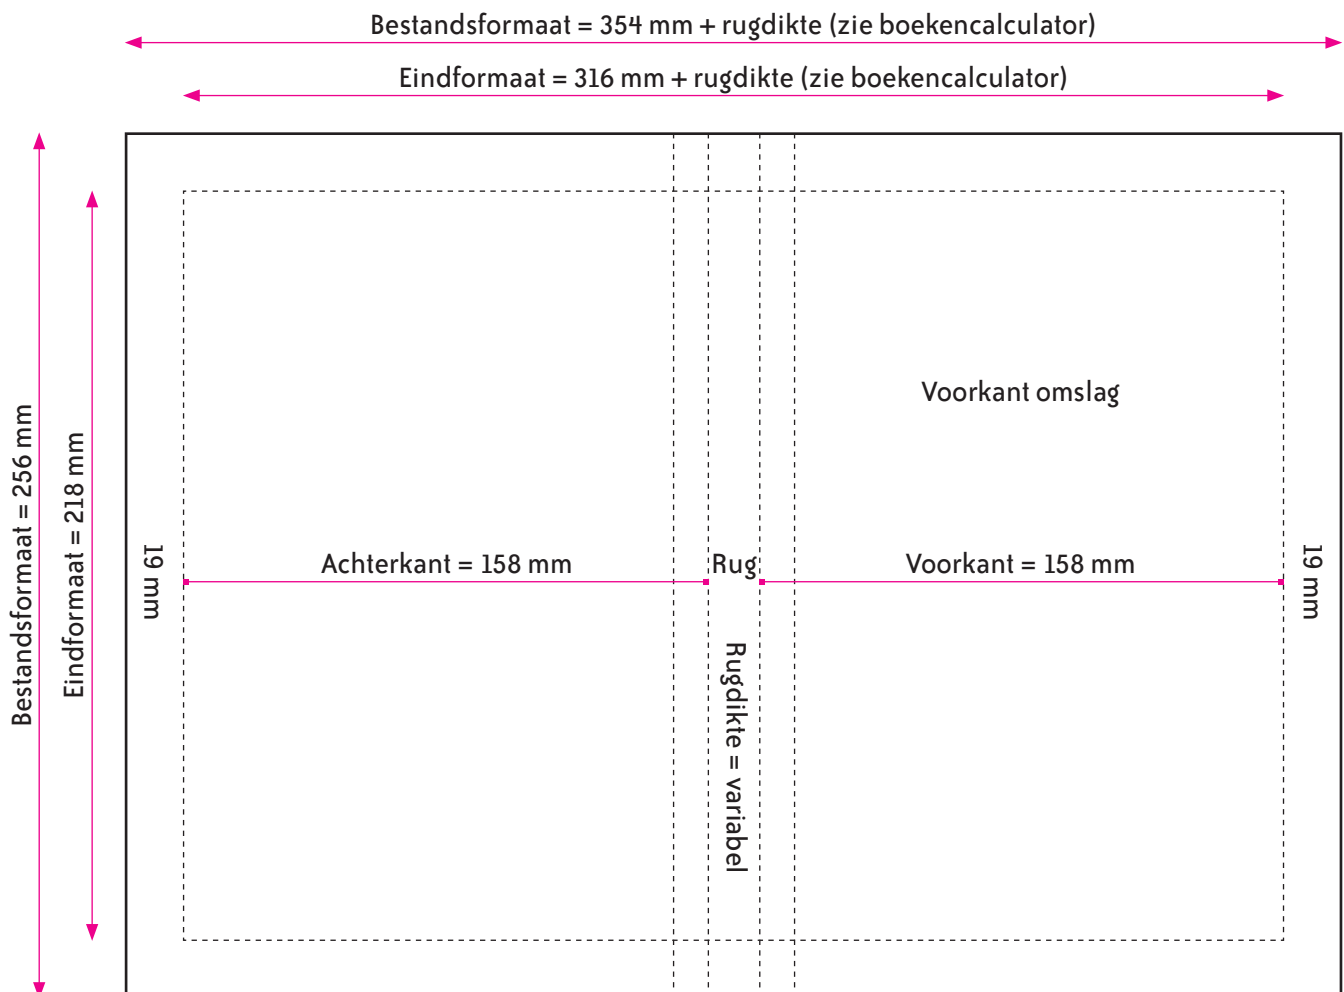 Bestandsformaat = 354 mm + rugdikte (zie boekencalculator)
Eindformaat = 316 mm + rugdikte (zie boekencalculator)
Bestandsformaat = 256 mm
Eindformaat = 218 mm
Voorkant omslag
19 mm
Achterkant = 158 mm
Rug
Voorkant = 158 mm
19 mm
Rugdikte = variabel